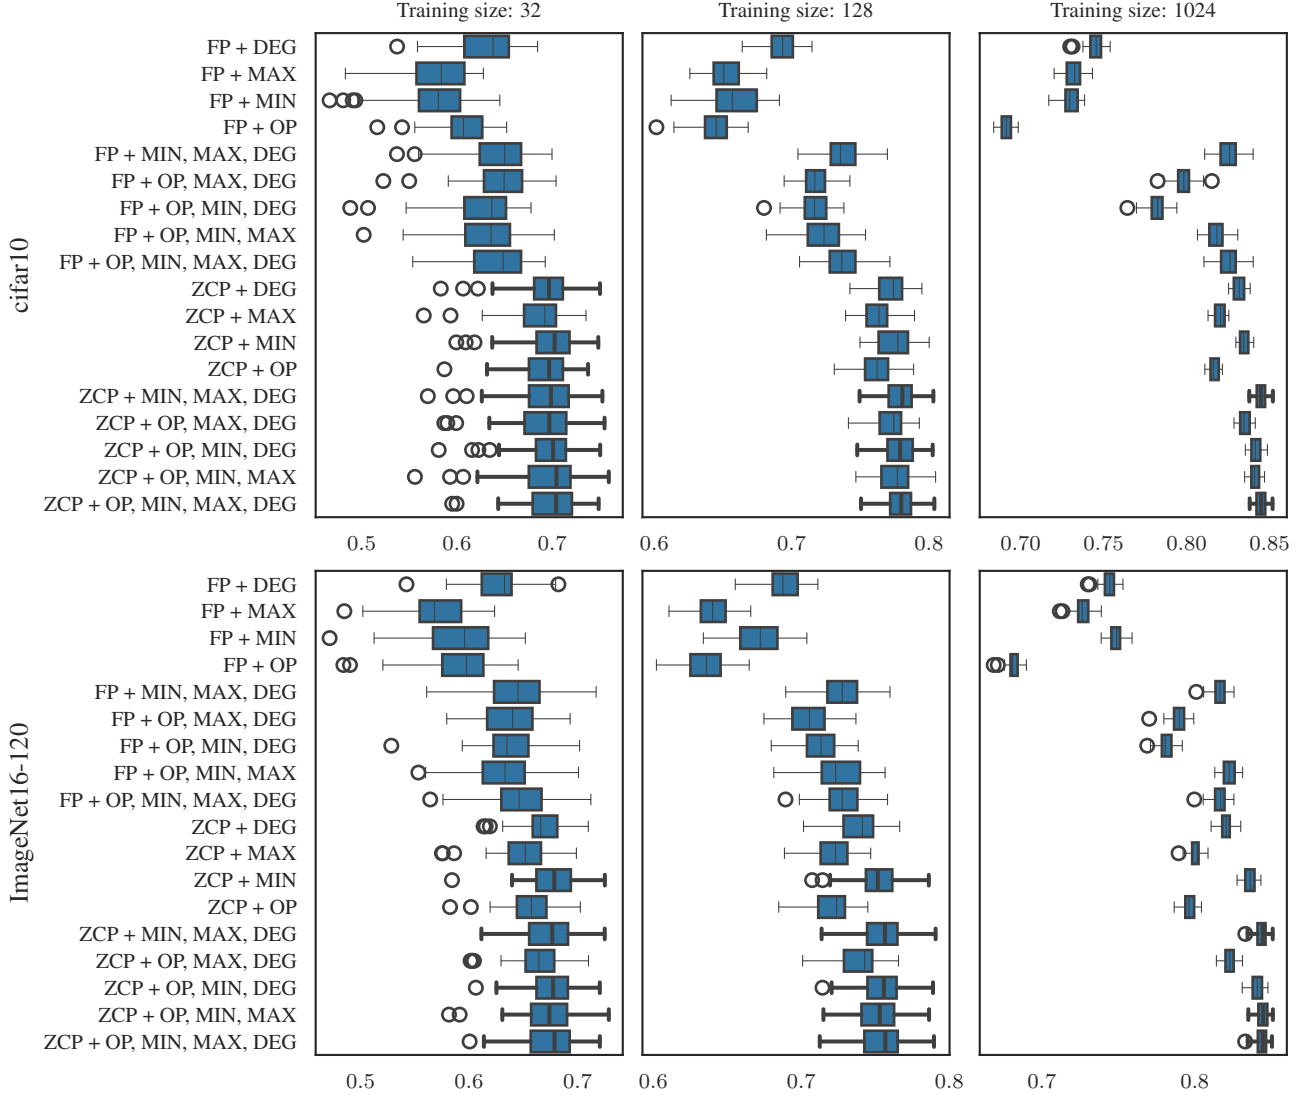 Training size: 32 Training size: 128 Training size: 1024
cifar10
FP + DEG
FP + MAX
FP + MIN
FP + OP
FP + MIN, MAX, DEG
FP + OP, MAX, DEG
FP + OP, MIN, DEG
FP + OP, MIN, MAX
FP + OP, MIN, MAX, DEG
ZCP + DEG
ZCP + MAX
ZCP + MIN
ZCP + OP
ZCP + MIN, MAX, DEG
ZCP + OP, MAX, DEG
ZCP + OP, MIN, DEG
ZCP + OP, MIN, MAX
ZCP + OP, MIN, MAX, DEG
0.5 0.6 0.7 0.6 0.7 0.8 0.70 0.75 0.80 0.85
ImageNet16-120
FP + DEG
FP + MAX
FP + MIN
FP + OP
FP + MIN, MAX, DEG
FP + OP, MAX, DEG
FP + OP, MIN, DEG
FP + OP, MIN, MAX
FP + OP, MIN, MAX, DEG
ZCP + DEG
ZCP + MAX
ZCP + MIN
ZCP + OP
ZCP + MIN, MAX, DEG
ZCP + OP, MAX, DEG
ZCP + OP, MIN, DEG
ZCP + OP, MIN, MAX
ZCP + OP, MIN, MAX, DEG
0.5 0.6 0.7 0.6 0.7 0.8 0.7 0.8